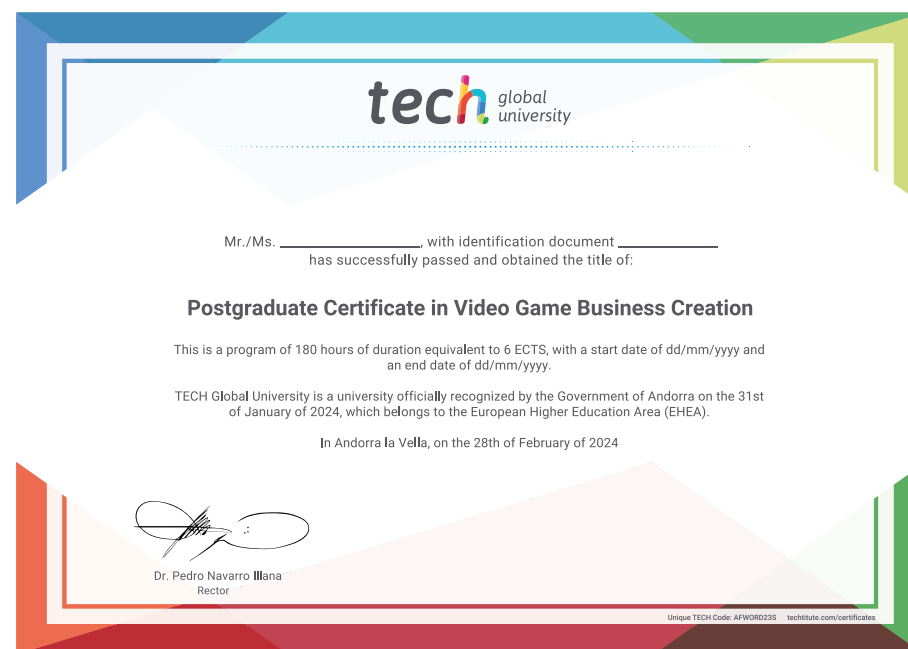 tech global
university
Mr./Ms. ____________________, with identification document ______________
has successfully passed and obtained the title of:
Postgraduate Certificate in Video Game Business Creation
This is a program of 180 hours of duration equivalent to 6 ECTS, with a start date of dd/mm/yyyy and
an end date of dd/mm/yyyy.
TECH Global University is a university officially recognized by the Government of Andorra on the 31st
of January of 2024, which belongs to the European Higher Education Area (EHEA).
In Andorra la Vella, on the 28th of February of 2024
Dr. Pedro Navarro Illana
Rector
Unique TECH Code: AFWORD23S techtitute.com/certificates